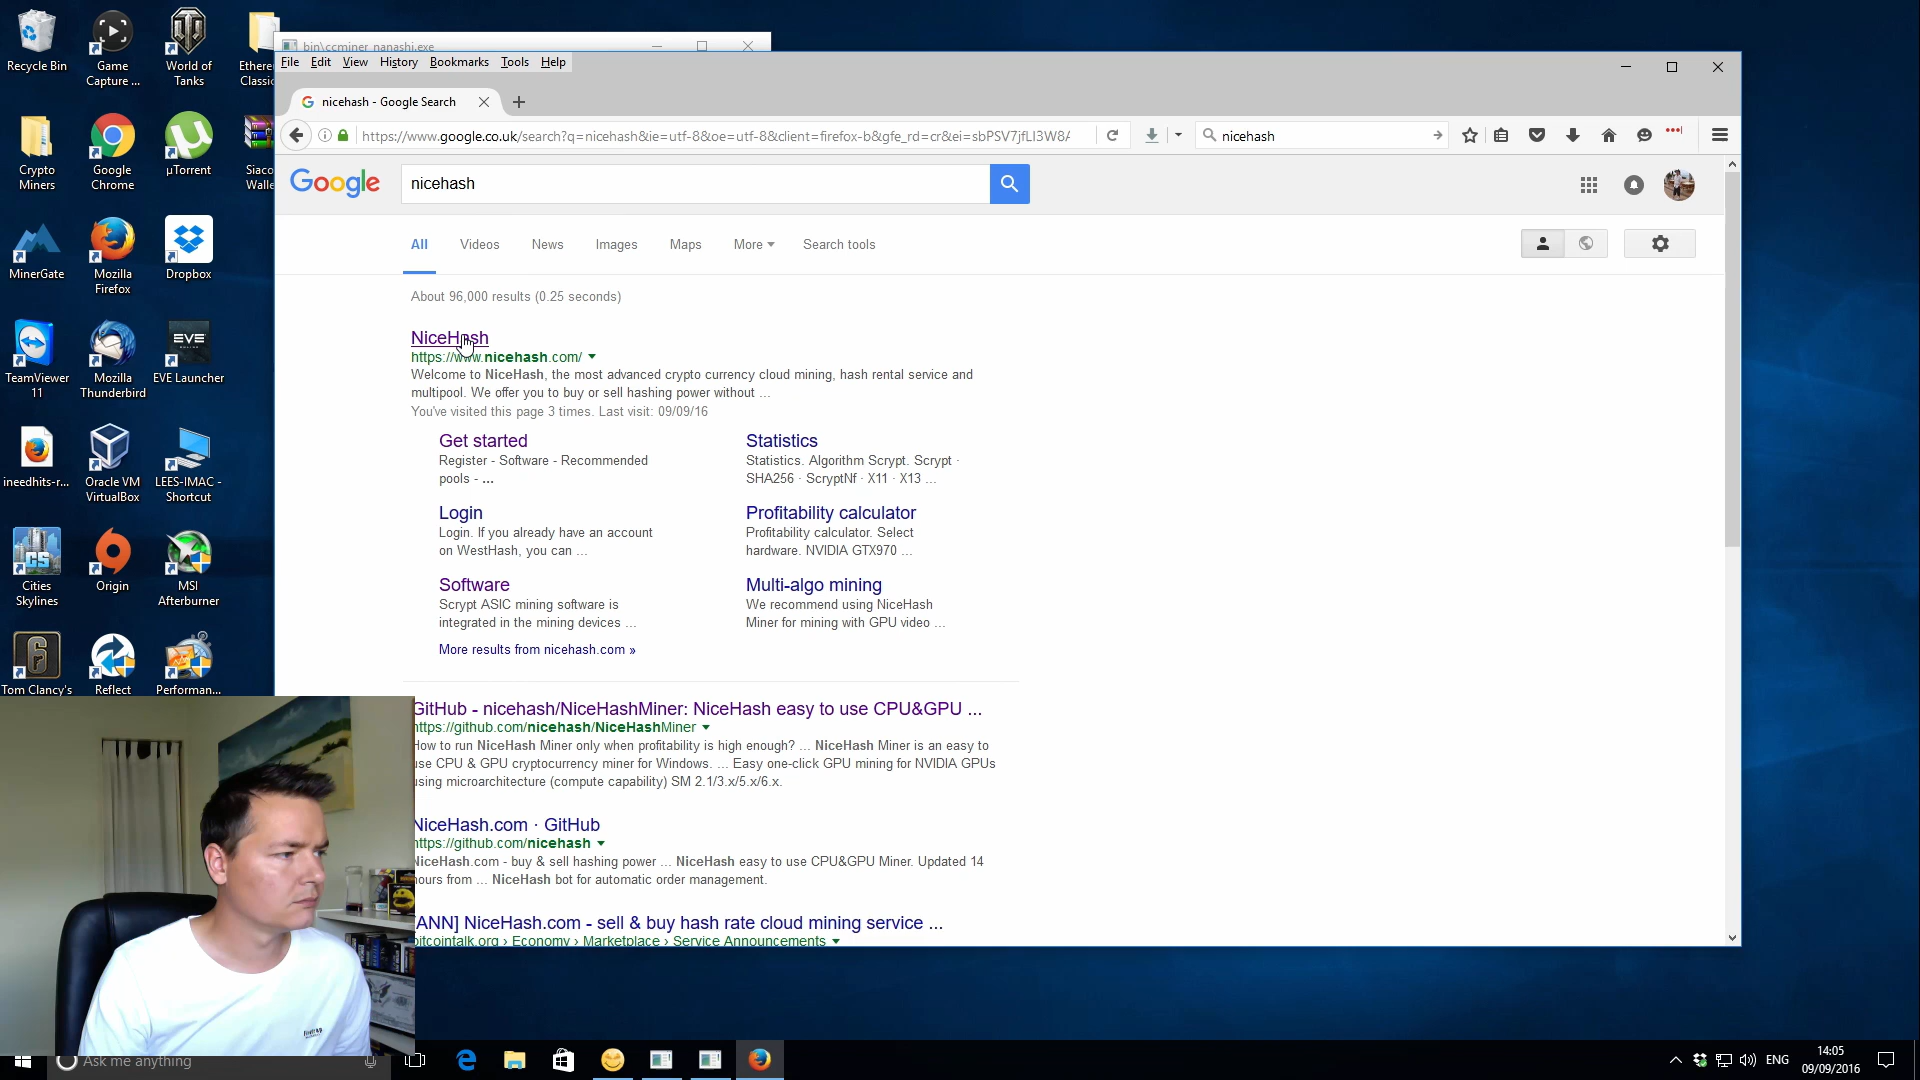 Recycle Bin
Game
Capture ...
World of
Tanks
Ethere
Classi
Crypto
Miners
Google
Chrome
µTorrent
Siaco
Walle
MinerGate
Mozilla
Firefox
Dropbox
TeamViewer
11
Mozilla
Thunderbird
EVE
EVE Launcher
ineedhits-r...
Oracle VM
VirtualBox
LEES-IMAC -
Shortcut
CS
Cities
Skylines
Origin
MSI
Afterburner
6
Tom Clancy's
Reflect
Performan...
bin\ccminer_nanashi.exe
File Edit View History Bookmarks Tools Help
nicehash - Google Search
https://www.google.co.uk/search?q=nicehash&ie=utf-8&oe=utf-8&client=firefox-b&gfe_rd=cr&ei=sbPSV7jfLI3W8A
nicehash
Google
nicehash
All Videos News Images Maps More Search tools
About 96,000 results (0.25 seconds)
NiceHash
https://www.nicehash.com/
Welcome to NiceHash, the most advanced crypto currency cloud mining, hash rental service and
multipool. We offer you to buy or sell hashing power without ...
You've visited this page 3 times. Last visit: 09/09/16
Get started
Register - Software - Recommended
pools - ...
Statistics
Statistics. Algorithm Scrypt. Scrypt ·
SHA256 · ScryptNf · X11 · X13 ...
Login
Login. If you already have an account
on WestHash, you can ...
Profitability calculator
Profitability calculator. Select
hardware. NVIDIA GTX970 ...
Software
Scrypt ASIC mining software is
integrated in the mining devices ...
Multi-algo mining
We recommend using NiceHash
Miner for mining with GPU video ...
More results from nicehash.com »
GitHub - nicehash/NiceHashMiner: NiceHash easy to use CPU&GPU ...
https://github.com/nicehash/NiceHashMiner
How to run NiceHash Miner only when profitability is high enough? ... NiceHash Miner is an easy to
use CPU & GPU cryptocurrency miner for Windows. ... Easy one-click GPU mining for NVIDIA GPUs
using microarchitecture (compute capability) SM 2.1/3.x/5.x/6.x.
NiceHash.com · GitHub
https://github.com/nicehash
NiceHash.com - buy & sell hashing power ... NiceHash easy to use CPU&GPU Miner. Updated 14
hours from ... NiceHash bot for automatic order management.
[ANN] NiceHash.com - sell & buy hash rate cloud mining service ...
bitcointalk.org › Economy › Marketplace › Service Announcements
Ask me anything
ENG
14:05
09/09/2016